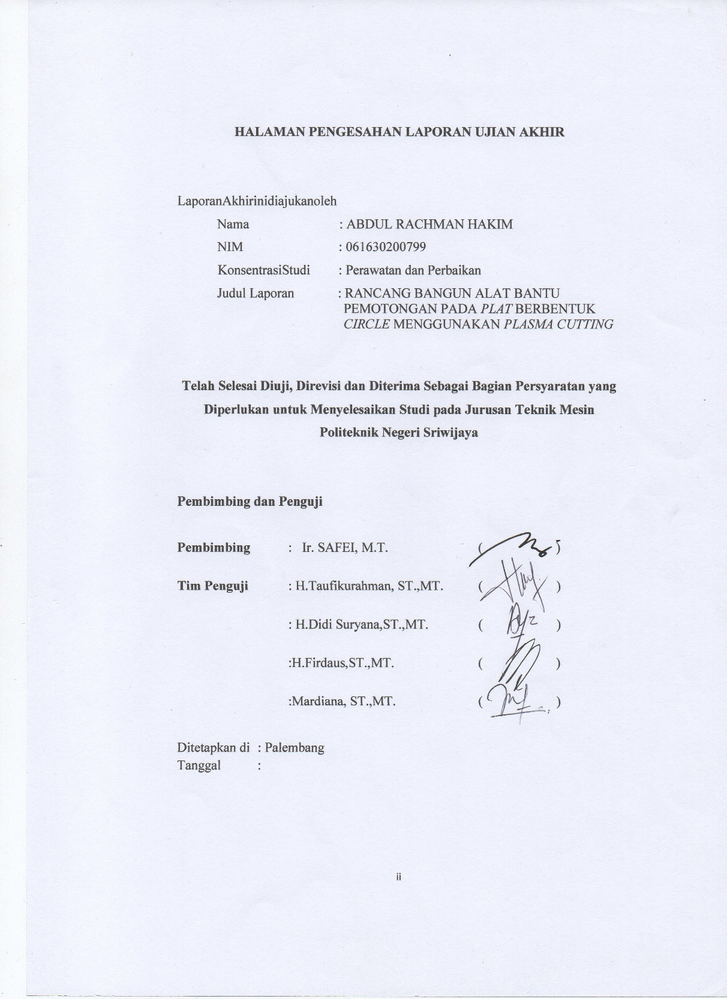 HALAMAN PENGESAHAN LAPORAN UJIAN AKHIR
LaporanAkhirinidiajukanoleh
Nama : ABDUL RACHMAN HAKIM
NIM : 061630200799
KonsentrasiStudi : Perawatan dan Perbaikan
Judul Laporan : RANCANG BANGUN ALAT BANTU
PEMOTONGAN PADA PLAT BERBENTUK
CIRCLE MENGGUNAKAN PLASMA CUTTING
Telah Selesai Diuji, Direvisi dan Diterima Sebagai Bagian Persyaratan yang
Diperlukan untuk Menyelesaikan Studi pada Jurusan Teknik Mesin
Politeknik Negeri Sriwijaya
Pembimbing dan Penguji
Pembimbing : Ir. SAFEI, M.T. ( )
Tim Penguji : H.Taufikurahman, ST.,MT. ( )
: H.Didi Suryana,ST.,MT. ( )
:H.Firdaus,ST.,MT. ( )
:Mardiana, ST.,MT. ( )
Ditetapkan di : Palembang
Tanggal :
ii